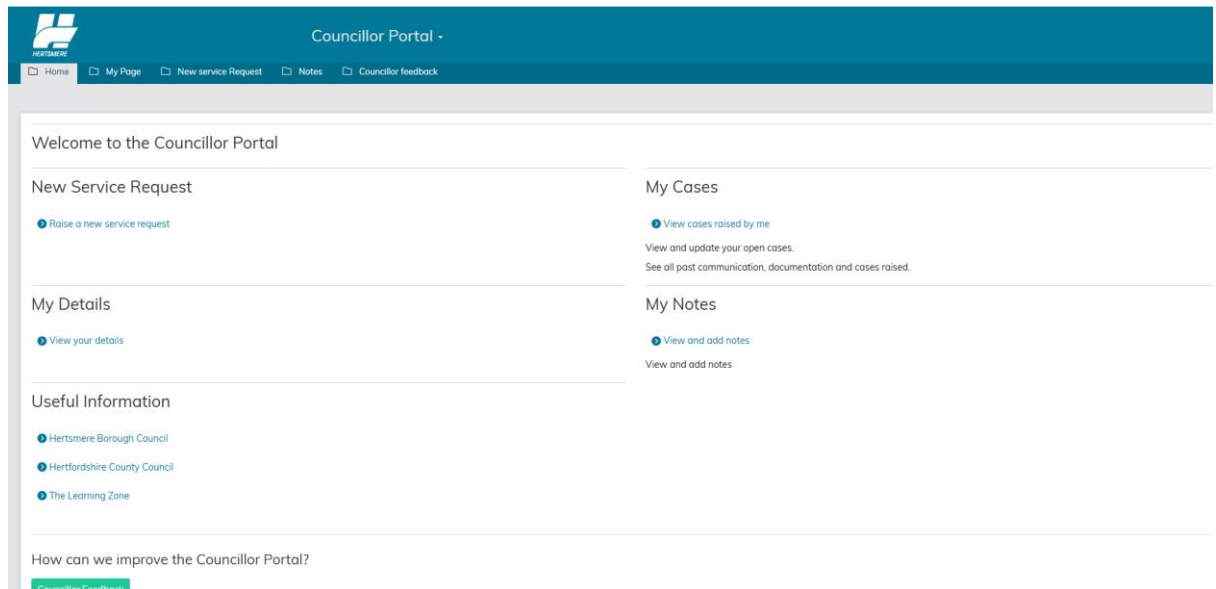 HERTSMERE
Councillor Portal
Home My Page New service Request Notes Councillor feedback
Welcome to the Councillor Portal
New Service Request
Raise a new service request
My Cases
View cases raised by me
View and update your open cases.
See all past communication, documentation and cases raised.
My Details
View your details
My Notes
View and add notes
View and add notes
Useful Information
Hertsmere Borough Council
Hertfordshire County Council
The Learning Zone
How can we improve the Councillor Portal?
Councillor Feedback